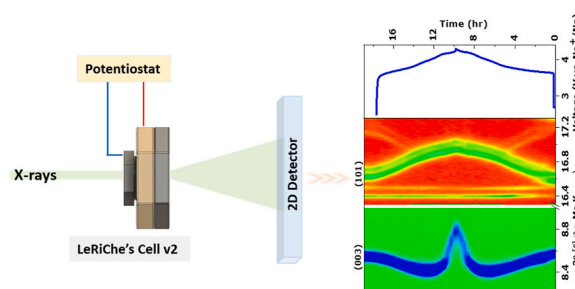 Potentiostat
X-rays
LeRiChe's Cell v2
2D Detector
Time (hr)
16 12 8 4 0
4
3
(101)
17.2
16.8
16.4
(003)
8.8
8.4